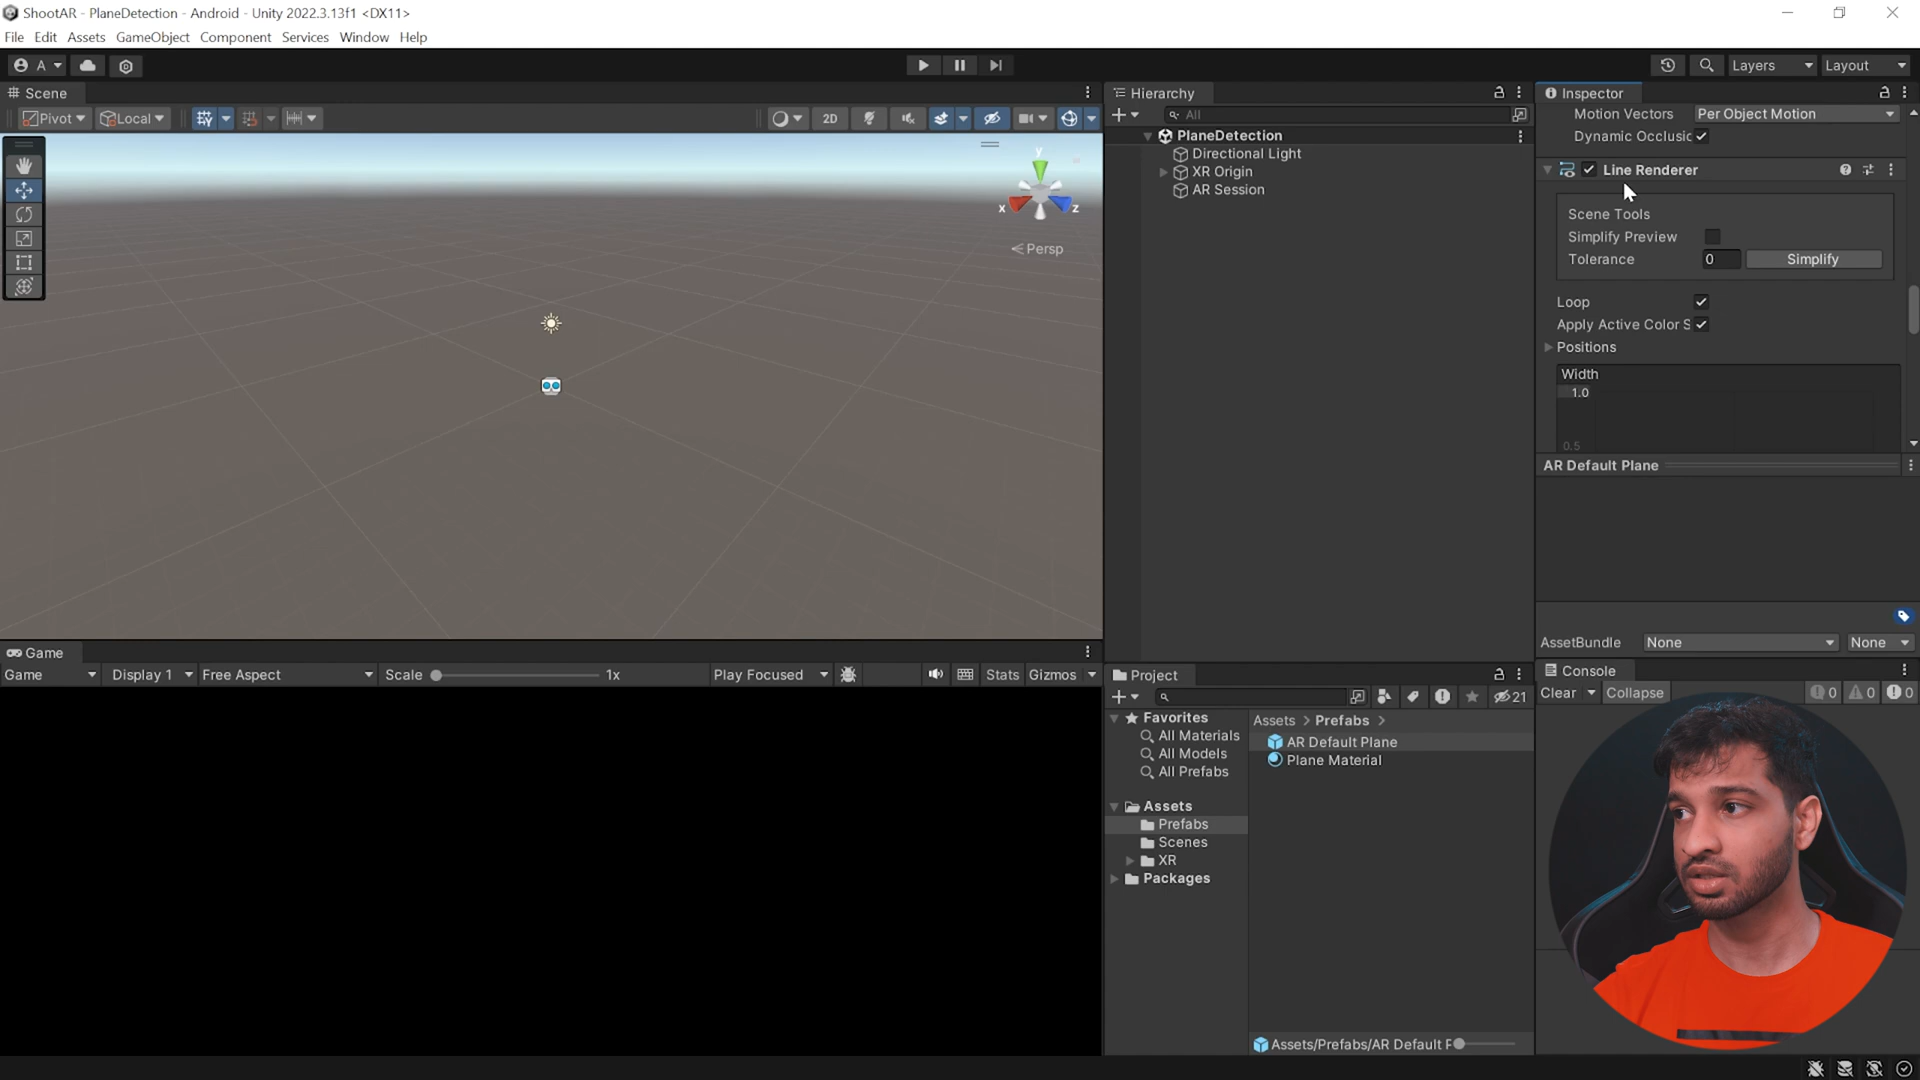 ShootAR - PlaneDetection - Android - Unity 2022.3.13f1 <DX11>
File Edit Assets GameObject Component Services Window Help
A Layers Layout
Scene
Pivot Local 2D
y
x z
Persp
Game
Game Display 1 Free Aspect Scale 1x Play Focused Stats Gizmos
Hierarchy
All
PlaneDetection
Directional Light
XR Origin
AR Session
Project
21
Favorites
All Materials
All Models
All Prefabs
Assets
Prefabs
Scenes
XR
Packages
Assets > Prefabs >
AR Default Plane
Plane Material
Assets/Prefabs/AR Default F
Inspector
Motion Vectors Per Object Motion
Dynamic Occlusic
Line Renderer
Scene Tools
Simplify Preview
Tolerance 0 Simplify
Loop
Apply Active Color S
Positions
Width
1.0
0.5
AR Default Plane
AssetBundle None None
Console
Clear Collapse 0 0 0